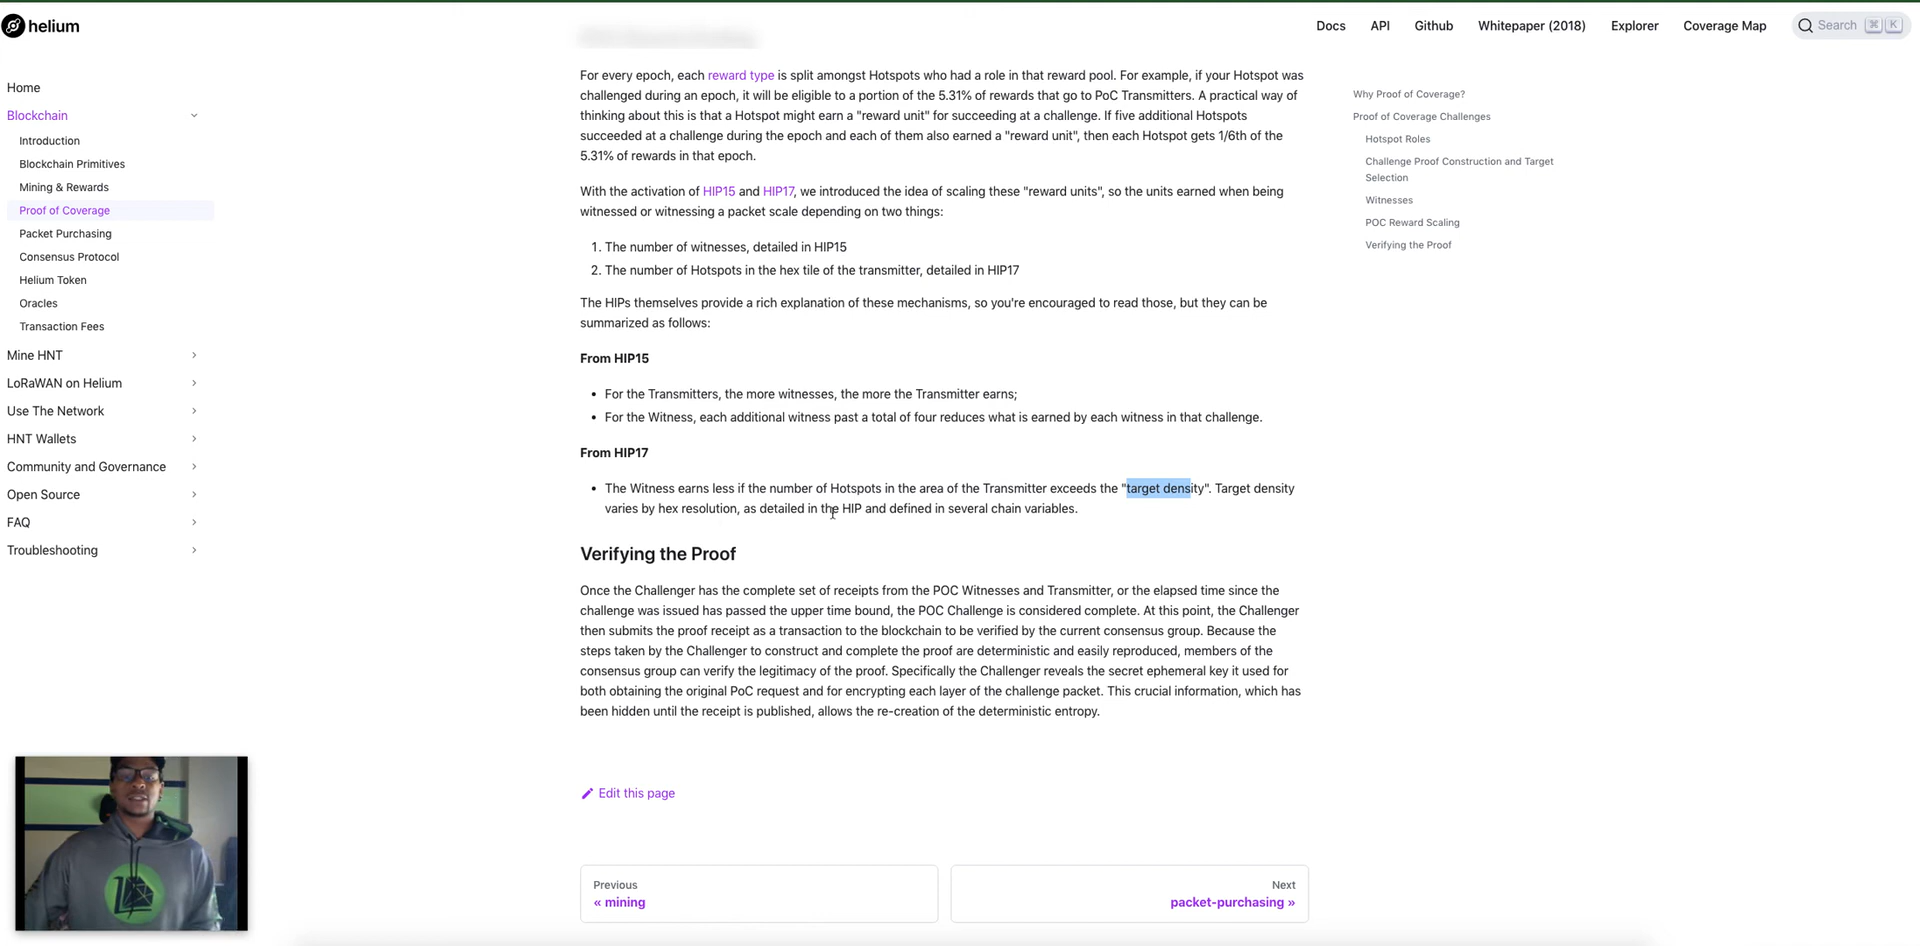 helium
Docs
API
Github
Whitepaper (2018)
Explorer
Coverage Map
Search ⌘ K
Home
Blockchain
Introduction
Blockchain Primitives
Mining & Rewards
Proof of Coverage
Packet Purchasing
Consensus Protocol
Helium Token
Oracles
Transaction Fees
Mine HNT
LoRaWAN on Helium
Use The Network
HNT Wallets
Community and Governance
Open Source
FAQ
Troubleshooting
For every epoch, each reward type is split amongst Hotspots who had a role in that reward pool. For example, if your Hotspot was
challenged during an epoch, it will be eligible to a portion of the 5.31% of rewards that go to PoC Transmitters. A practical way of
thinking about this is that a Hotspot might earn a "reward unit" for succeeding at a challenge. If five additional Hotspots
succeeded at a challenge during the epoch and each of them also earned a "reward unit", then each Hotspot gets 1/6th of the
5.31% of rewards in that epoch.
With the activation of HIP15 and HIP17, we introduced the idea of scaling these "reward units", so the units earned when being
witnessed or witnessing a packet scale depending on two things:
1. The number of witnesses, detailed in HIP15
2. The number of Hotspots in the hex tile of the transmitter, detailed in HIP17
The HIPs themselves provide a rich explanation of these mechanisms, so you're encouraged to read those, but they can be
summarized as follows:
From HIP15
• For the Transmitters, the more witnesses, the more the Transmitter earns;
• For the Witness, each additional witness past a total of four reduces what is earned by each witness in that challenge.
From HIP17
• The Witness earns less if the number of Hotspots in the area of the Transmitter exceeds the "target density". Target density
varies by hex resolution, as detailed in the HIP and defined in several chain variables.
Verifying the Proof
Once the Challenger has the complete set of receipts from the POC Witnesses and Transmitter, or the elapsed time since the
challenge was issued has passed the upper time bound, the POC Challenge is considered complete. At this point, the Challenger
then submits the proof receipt as a transaction to the blockchain to be verified by the current consensus group. Because the
steps taken by the Challenger to construct and complete the proof are deterministic and easily reproduced, members of the
consensus group can verify the legitimacy of the proof. Specifically the Challenger reveals the secret ephemeral key it used for
both obtaining the original PoC request and for encrypting each layer of the challenge packet. This crucial information, which has
been hidden until the receipt is published, allows the re-creation of the deterministic entropy.
Edit this page
Previous
« mining
Next
packet-purchasing »
Why Proof of Coverage?
Proof of Coverage Challenges
Hotspot Roles
Challenge Proof Construction and Target
Selection
Witnesses
POC Reward Scaling
Verifying the Proof